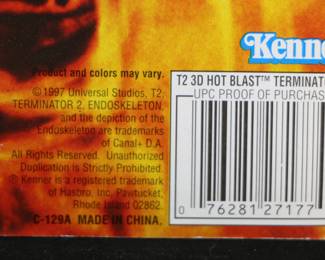 Kenner
Product and colors may vary.
©1997 Universal Studios, T2,
TERMINATOR 2, ENDOSKELETON,
and the depiction of the
Endoskeleton are trademarks
of Canal+ D.A.
All Rights Reserved. Unauthorized
Duplication is Strictly Prohibited.
® Kenner is a registered trademark
of Hasbro, Inc. Pawtucket,
Rhode Island 02862.
C-129A MADE IN CHINA.
T2 3D HOT BLAST™ TERMINATO
UPC PROOF OF PURCHAS
0 76281 27177